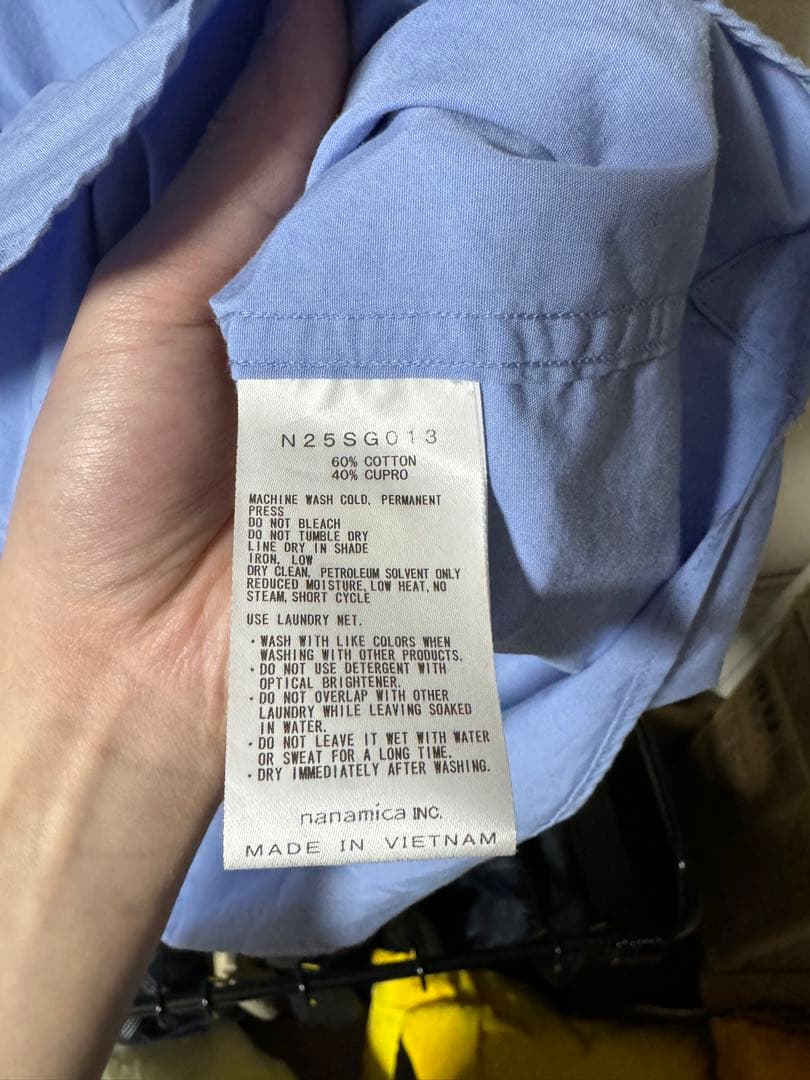 N25SG013
60% COTTON
40% CUPRO
MACHINE WASH COLD, PERMANENT
PRESS
DO NOT BLEACH
DO NOT TUMBLE DRY
LINE DRY IN SHADE
IRON, LOW
DRY CLEAN, PETROLEUM SOLVENT ONLY
REDUCED MOISTURE, LOW HEAT, NO
STEAM, SHORT CYCLE
USE LAUNDRY NET.
・WASH WITH LIKE COLORS WHEN
WASHING WITH OTHER PRODUCTS.
・DO NOT USE DETERGENT WITH
OPTICAL BRIGHTENER.
・DO NOT OVERLAP WITH OTHER
LAUNDRY WHILE LEAVING SOAKED
IN WATER.
・DO NOT LEAVE IT WET WITH WATER
OR SWEAT FOR A LONG TIME.
・DRY IMMEDIATELY AFTER WASHING.
nanamica INC.
MADE IN VIETNAM